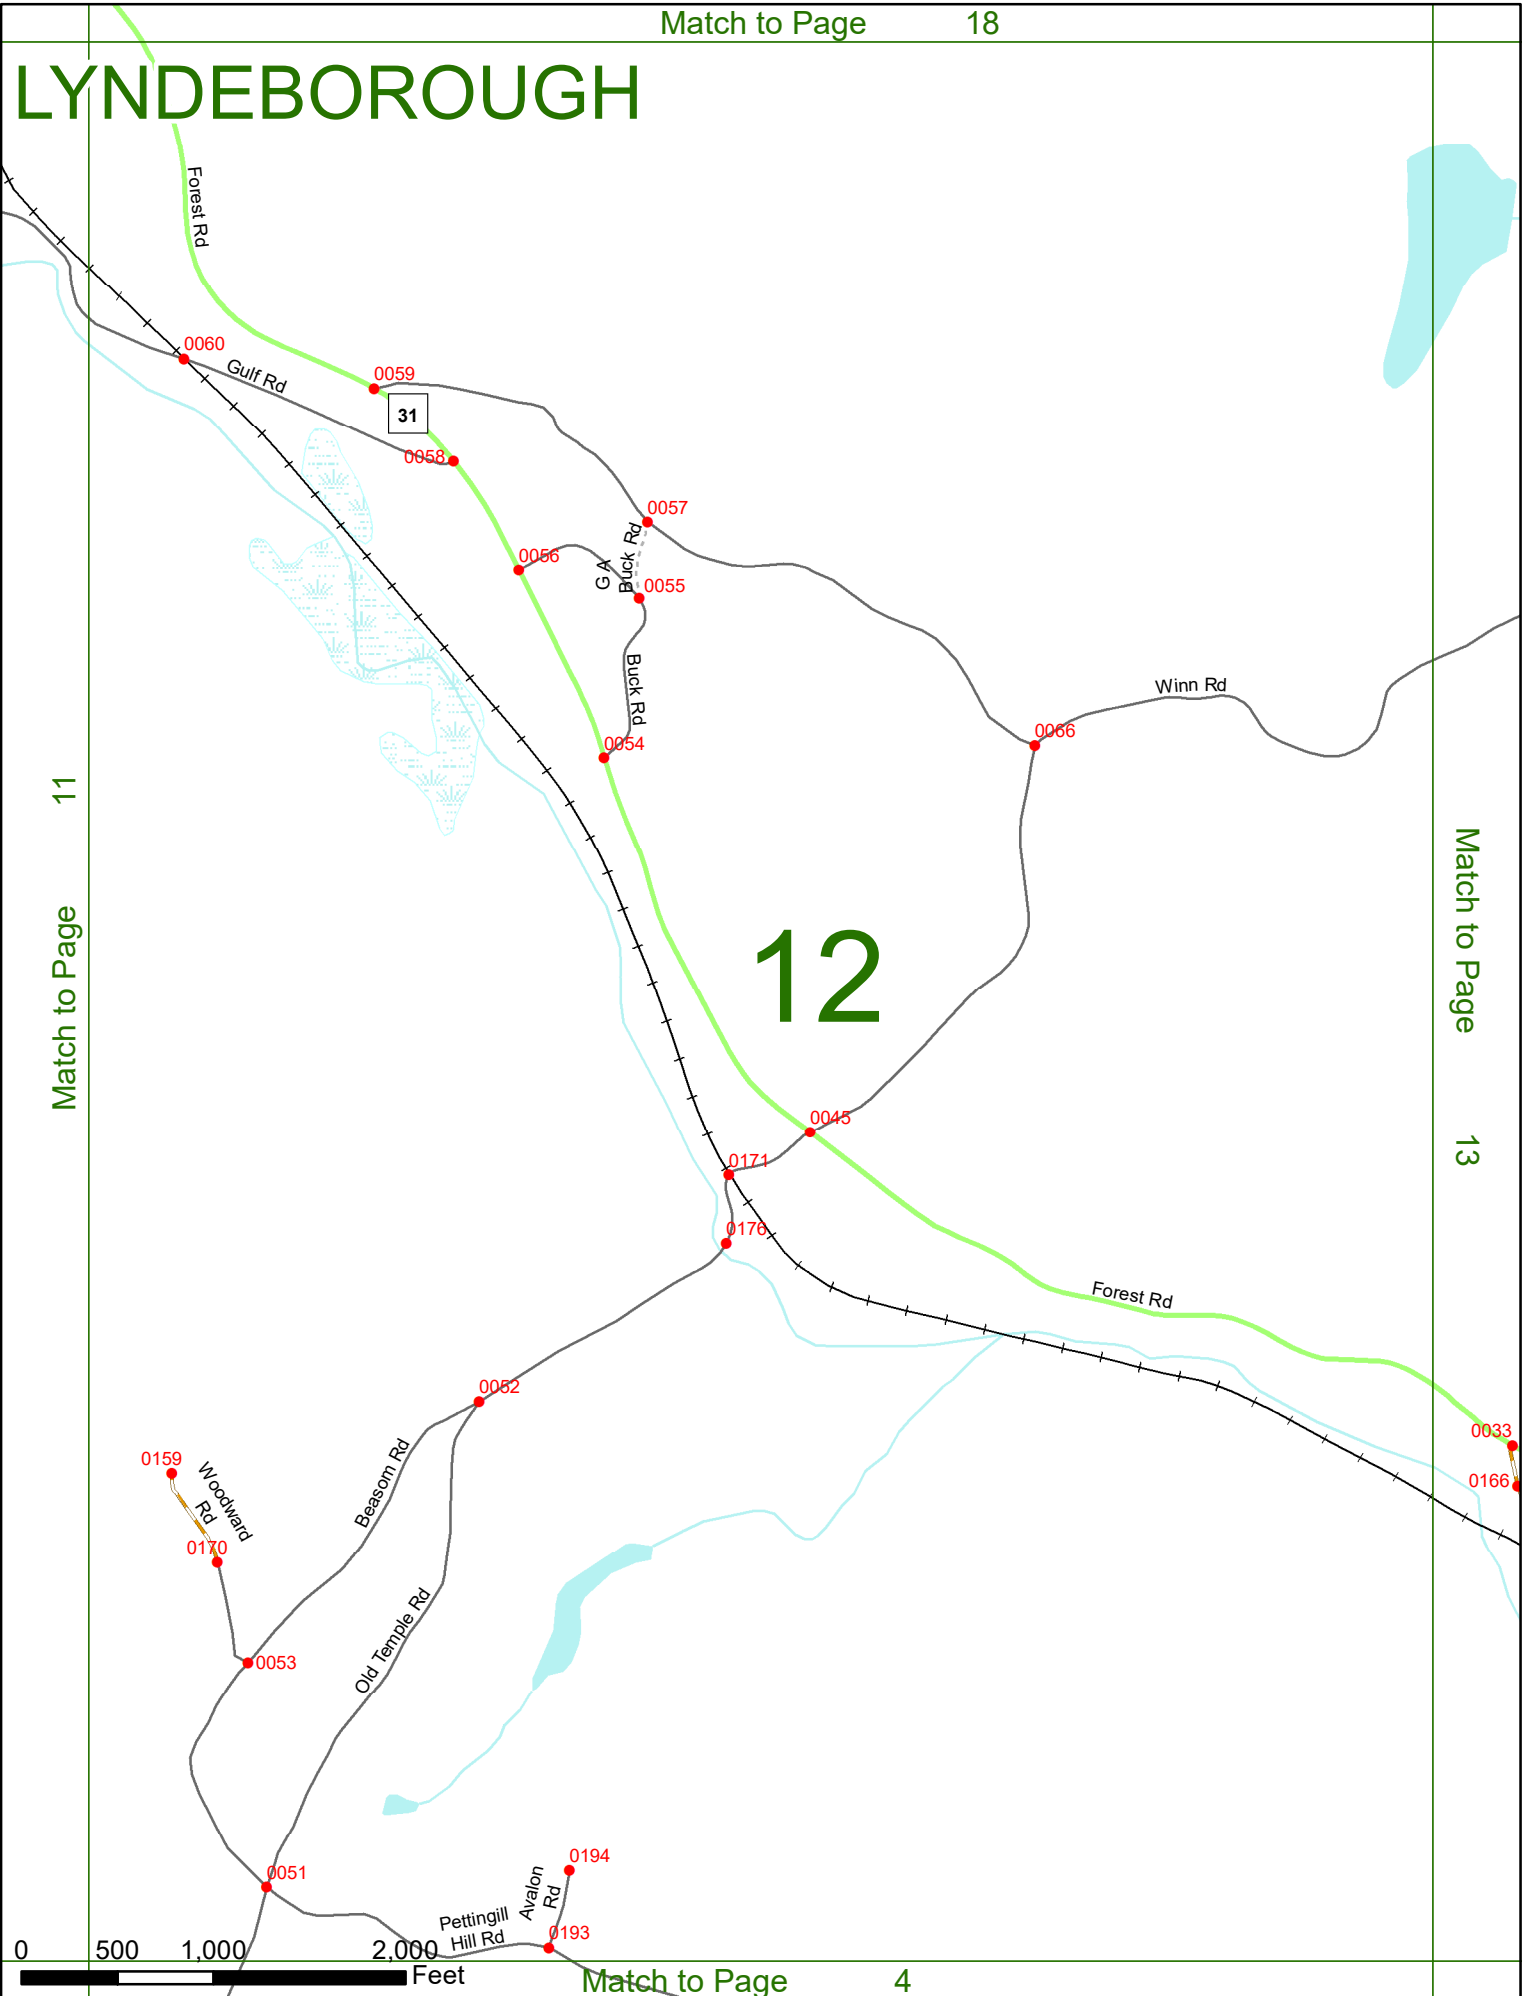 Match to Page 18
LYNDEBOROUGH
Forest Rd
0060
Gulf Rd
0059
31
0058
0057
0056
G A
Buck Rd
0055
Buck Rd
0054
Winn Rd
0066
Match to Page 11
12
Match to Page 13
0045
0171
0176
Forest Rd
0052
0033
0166
0159
Woodward
Rd
0170
Beasom Rd
Old Temple Rd
0053
0051
0194
Avalon
Rd
Pettingill
Hill Rd
0193
0 500 1,000 2,000
Feet
Match to Page 4